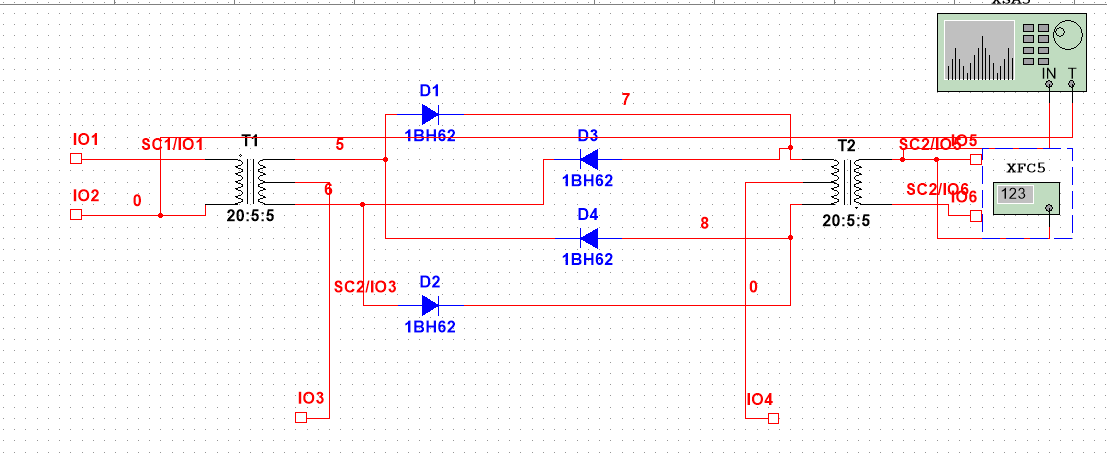 XSA5
IN T
D1
7
1BH62
IO1
SC1/IO1
T1
5
D3
T2
SC2/IO5
IO5
XFC5
1BH62
IO2
0
6
SC2/IO6
IO6
123
20:5:5
D4
8
20:5:5
1BH62
D2
SC2/IO3
0
1BH62
IO3
IO4